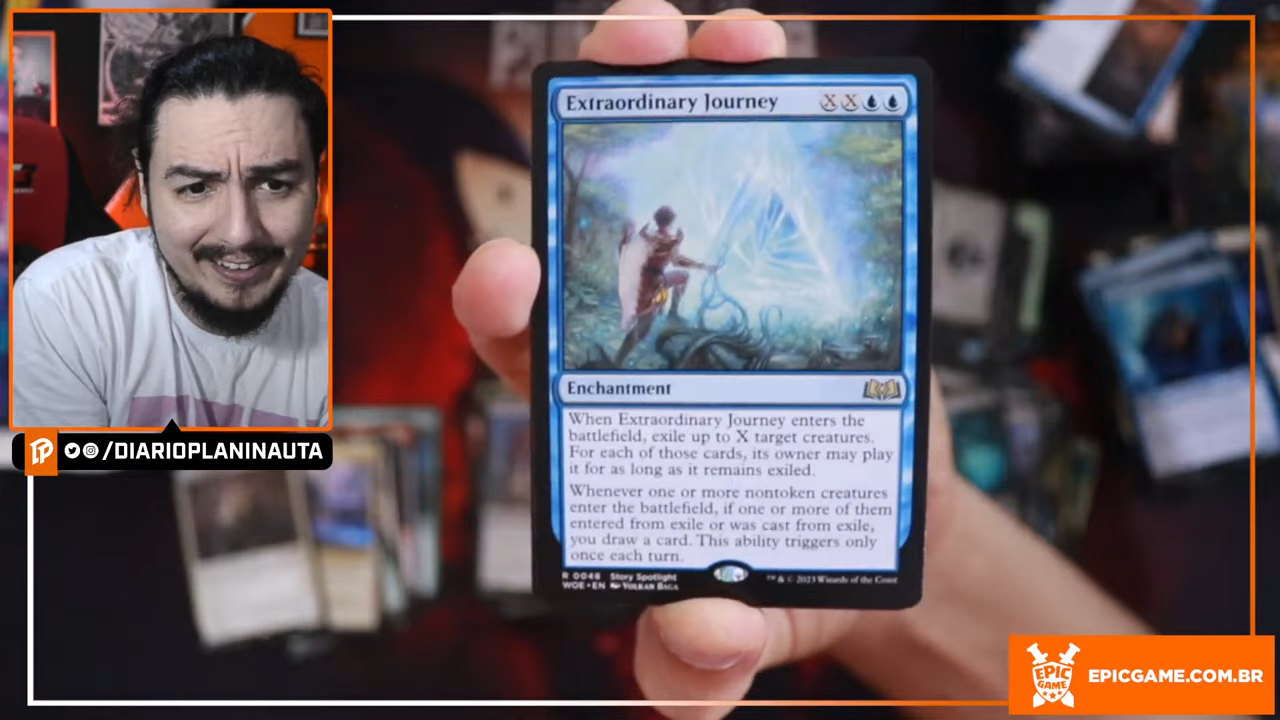 Extraordinary Journey XX
Enchantment
When Extraordinary Journey enters the
battlefield, exile up to X target creatures.
For each of those cards, its owner may play
it for as long as it remains exiled.
Whenever one or more nontoken creatures
enter the battlefield, if one or more of them
entered from exile or was cast from exile,
you draw a card. This ability triggers only
once each turn.
R 0048 Story Spotlight
WOE • EN Volkan Baga
™ & © 2023 Wizards of the Coast
/DIARIOPLANINAUTA
EPIC
GAME
EPICGAME.COM.BR